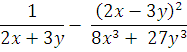 1/(2x + 3y) − (2x − 3y)²/(8x³ + 27y³)